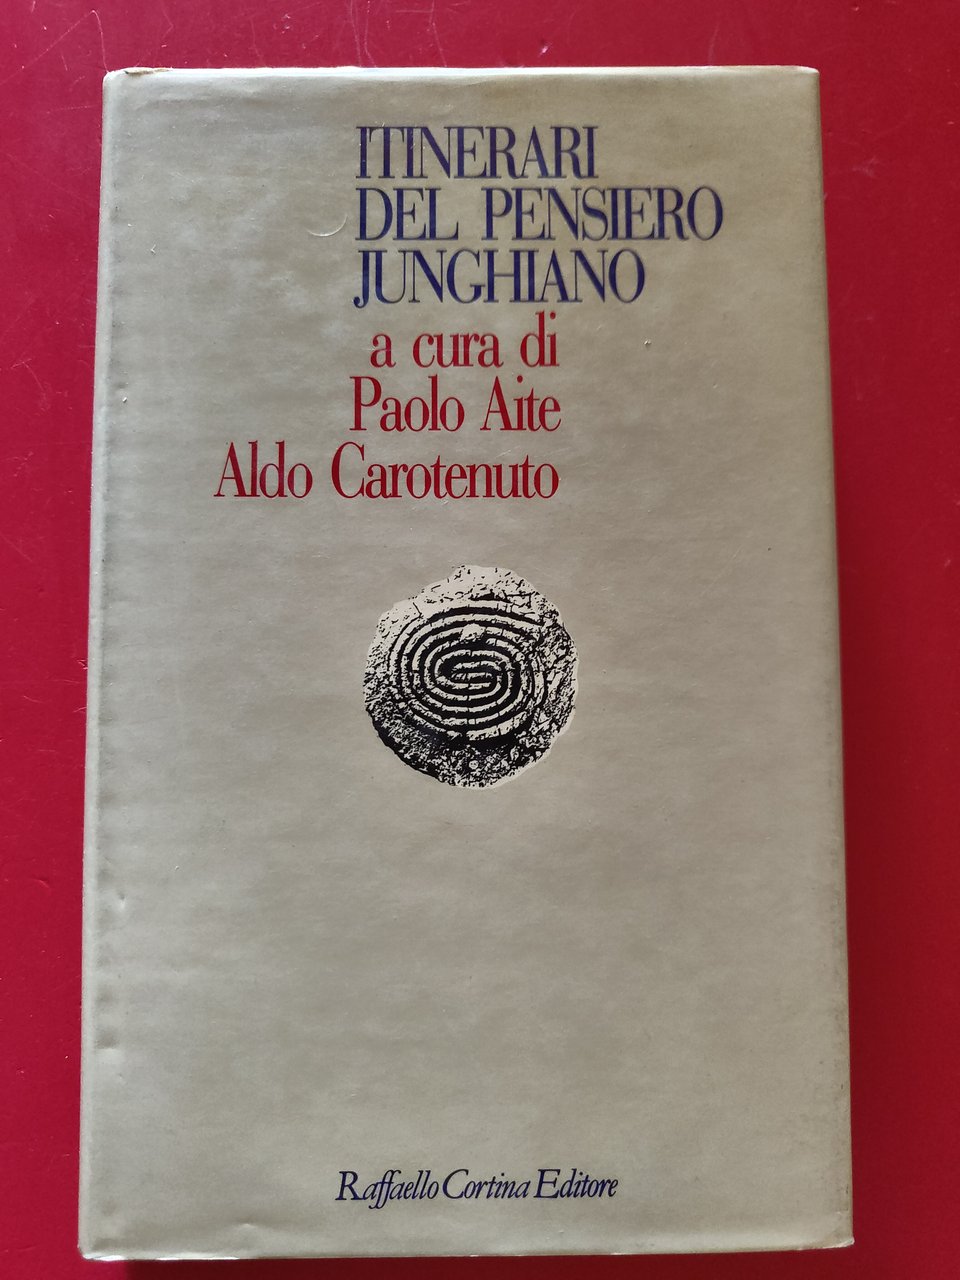 ITINERARI
DEL PENSIERO
JUNGHIANO
a cura di
Paolo Aite
Aldo Carotenuto
Raffaello Cortina Editore